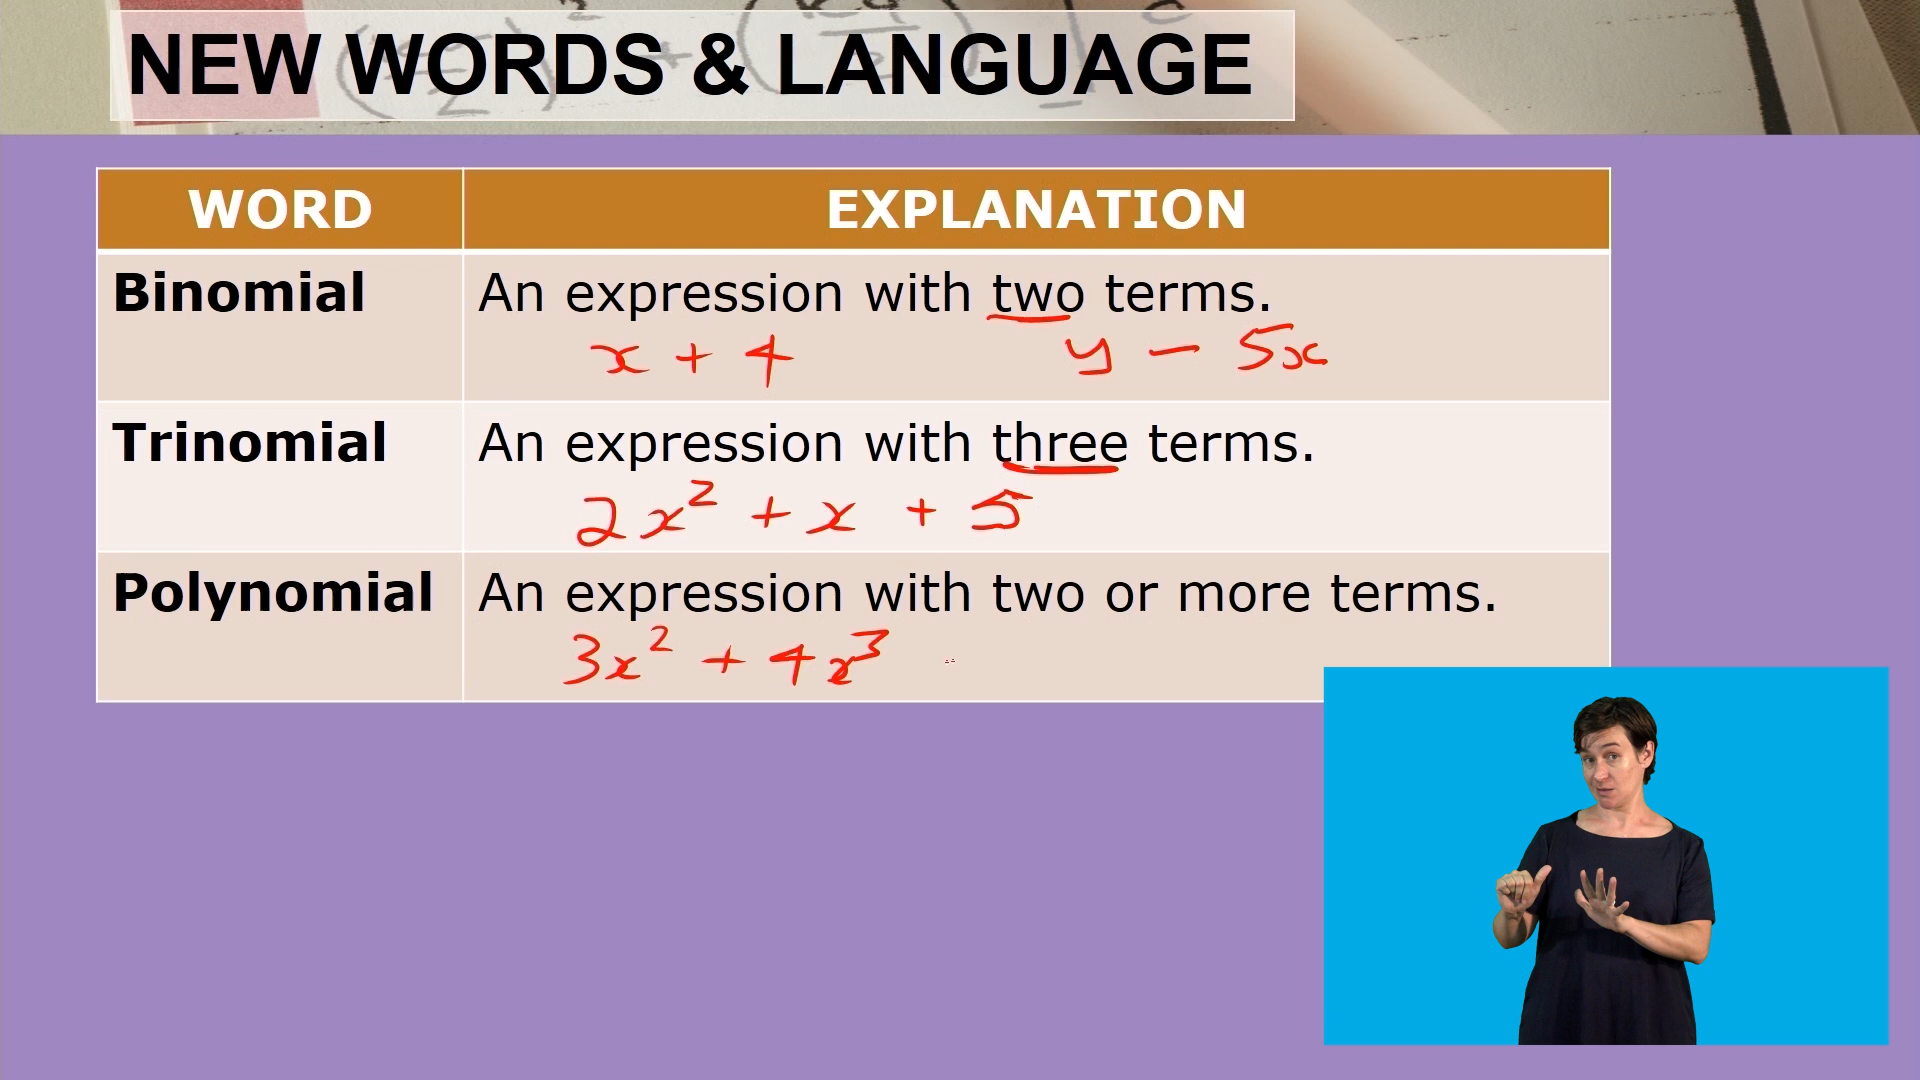 NEW WORDS & LANGUAGE
WORD EXPLANATION
Binomial An expression with two terms.
x + 4 y - 5x
Trinomial An expression with three terms.
2x² + x + 5
Polynomial An expression with two or more terms.
3x² + 4x³